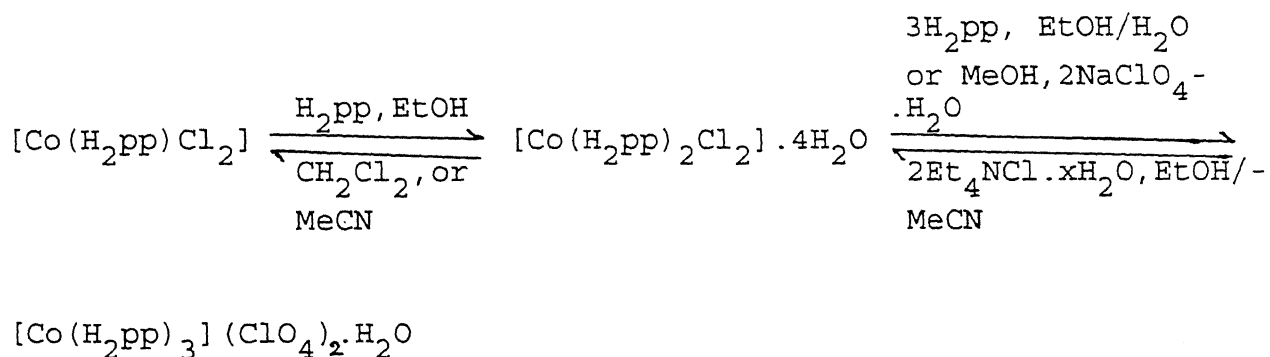 3H₂pp, EtOH/H₂O
or MeOH,2NaClO₄-
.H₂O
H₂pp,EtOH
[Co(H₂pp)Cl₂] [Co(H₂pp)₂Cl₂].4H₂O
CH₂Cl₂,or
MeCN
2Et₄NCl.xH₂O,EtOH/-
MeCN
[Co(H₂pp)₃](ClO₄)₂.H₂O